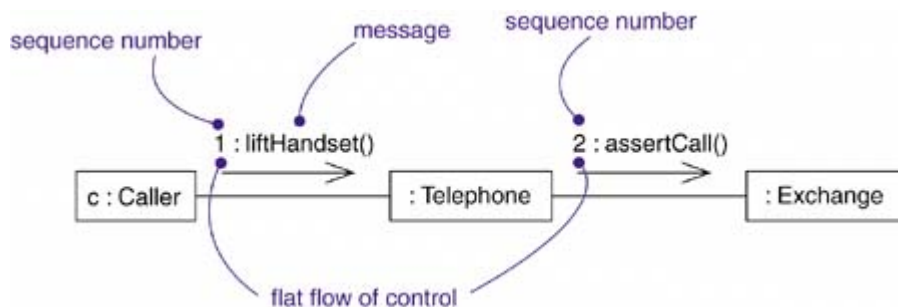 sequence number
message
sequence number
1 : liftHandset()
2 : assertCall()
c : Caller
: Telephone
: Exchange
flat flow of control